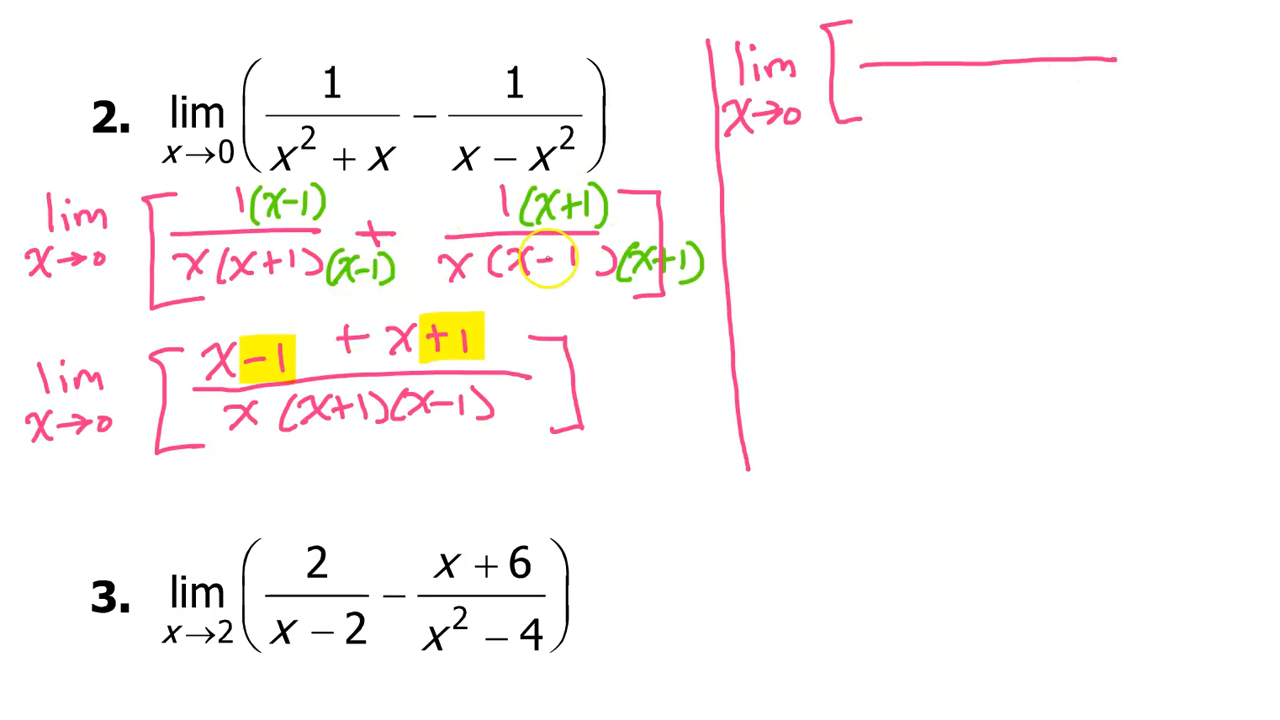 2. lim x→0 ( 1 / (x² + x) − 1 / (x − x²) )
lim x→0 [ 1(x-1) / x(x+1)(x-1) + 1(x+1) / x(x-1)(x+1) ]
lim x→0 [ x-1 + x+1 / x(x+1)(x-1) ]
lim x→0 [
3. lim x→2 ( 2 / (x − 2) − (x + 6) / (x² − 4) )